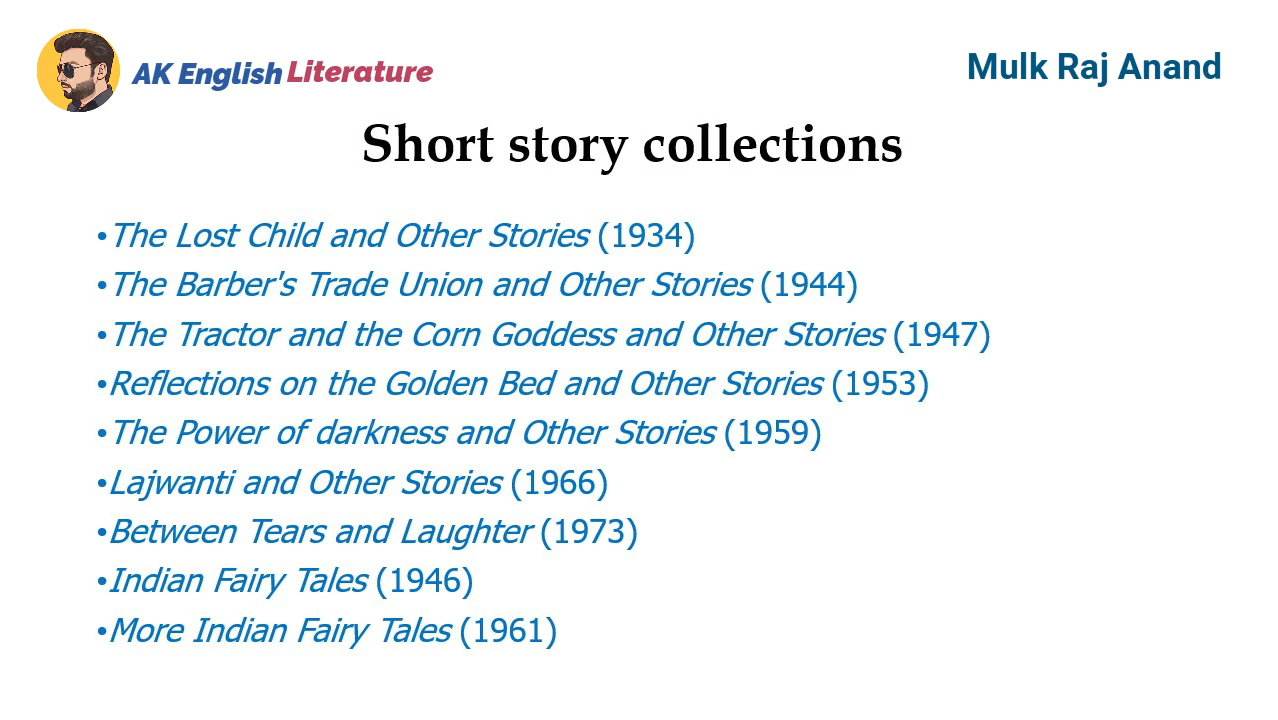 AK English Literature
Mulk Raj Anand
Short story collections
•The Lost Child and Other Stories (1934)
•The Barber's Trade Union and Other Stories (1944)
•The Tractor and the Corn Goddess and Other Stories (1947)
•Reflections on the Golden Bed and Other Stories (1953)
•The Power of darkness and Other Stories (1959)
•Lajwanti and Other Stories (1966)
•Between Tears and Laughter (1973)
•Indian Fairy Tales (1946)
•More Indian Fairy Tales (1961)